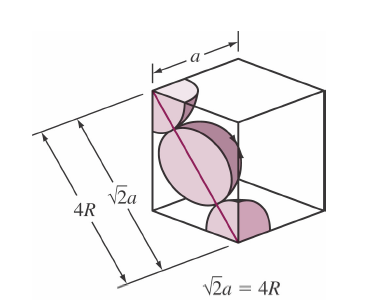 a
4R
√2a
√2a = 4R